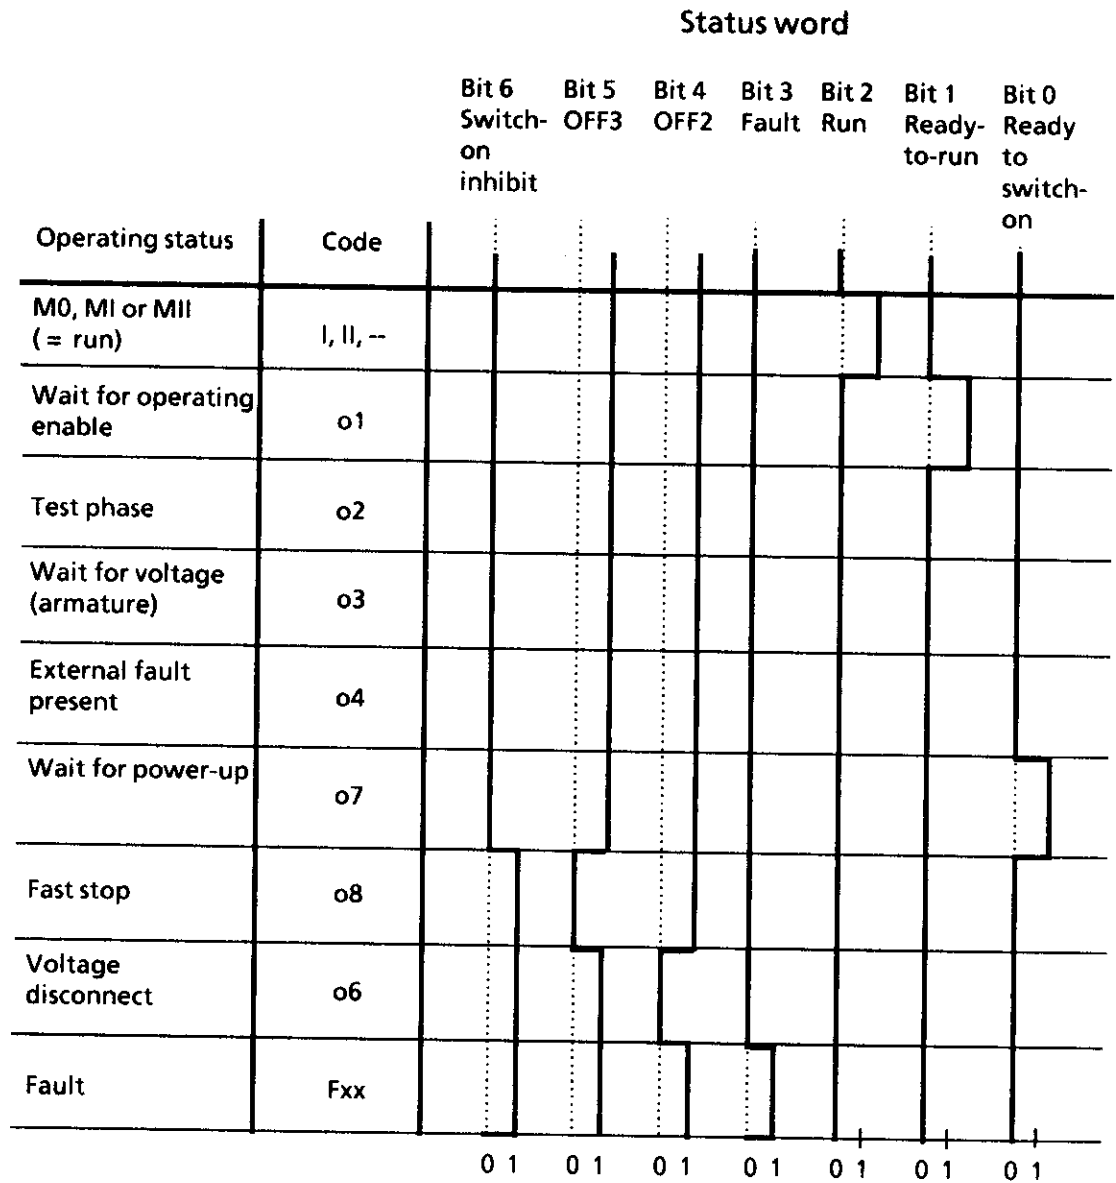 Status word
Bit 6 Bit 5 Bit 4 Bit 3 Bit 2 Bit 1 Bit 0
Switch- OFF3 OFF2 Fault Run Ready- Ready
on to-run to
inhibit switch-
on
Operating status Code
M0, MI or MII
( = run) I, II, --
Wait for operating
enable o1
Test phase o2
Wait for voltage
(armature) o3
External fault
present o4
Wait for power-up
o7
Fast stop o8
Voltage
disconnect o6
Fault Fxx
0 1 0 1 0 1 0 1 0 1 0 1 0 1